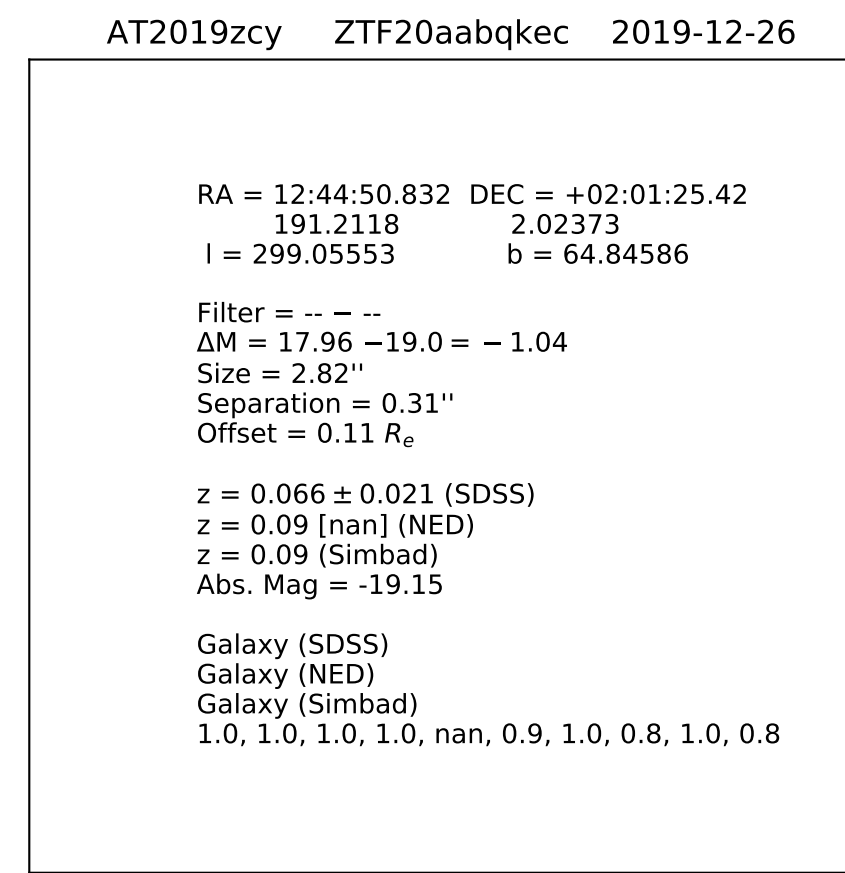 AT2019zcy ZTF20aabqkec 2019-12-26
RA = 12:44:50.832 DEC = +02:01:25.42
191.2118 2.02373
l = 299.05553 b = 64.84586
Filter = -- − --
ΔM = 17.96 −19.0 = − 1.04
Size = 2.82''
Separation = 0.31''
Offset = 0.11 Rₑ
z = 0.066 ± 0.021 (SDSS)
z = 0.09 [nan] (NED)
z = 0.09 (Simbad)
Abs. Mag = -19.15
Galaxy (SDSS)
Galaxy (NED)
Galaxy (Simbad)
1.0, 1.0, 1.0, 1.0, nan, 0.9, 1.0, 0.8, 1.0, 0.8